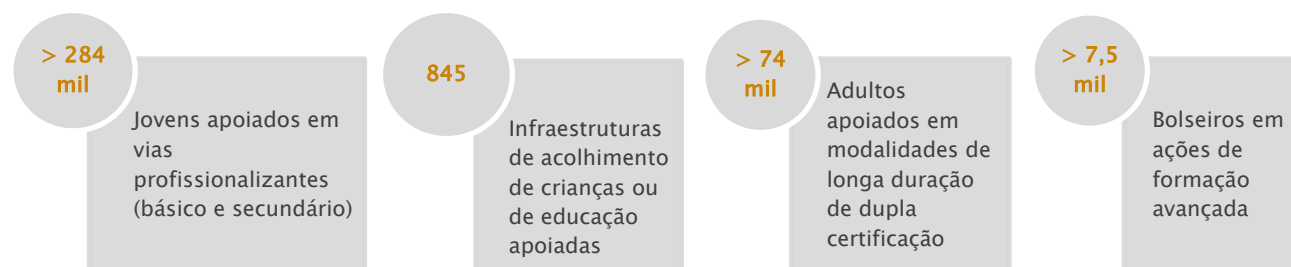 > 284
mil
Jovens apoiados em
vias
profissionalizantes
(básico e secundário)
845
Infraestruturas
de acolhimento
de crianças ou
de educação
apoiadas
> 74
mil
Adultos
apoiados em
modalidades de
longa duração
de dupla
certificação
> 7,5
mil
Bolseiros em
ações de
formação
avançada